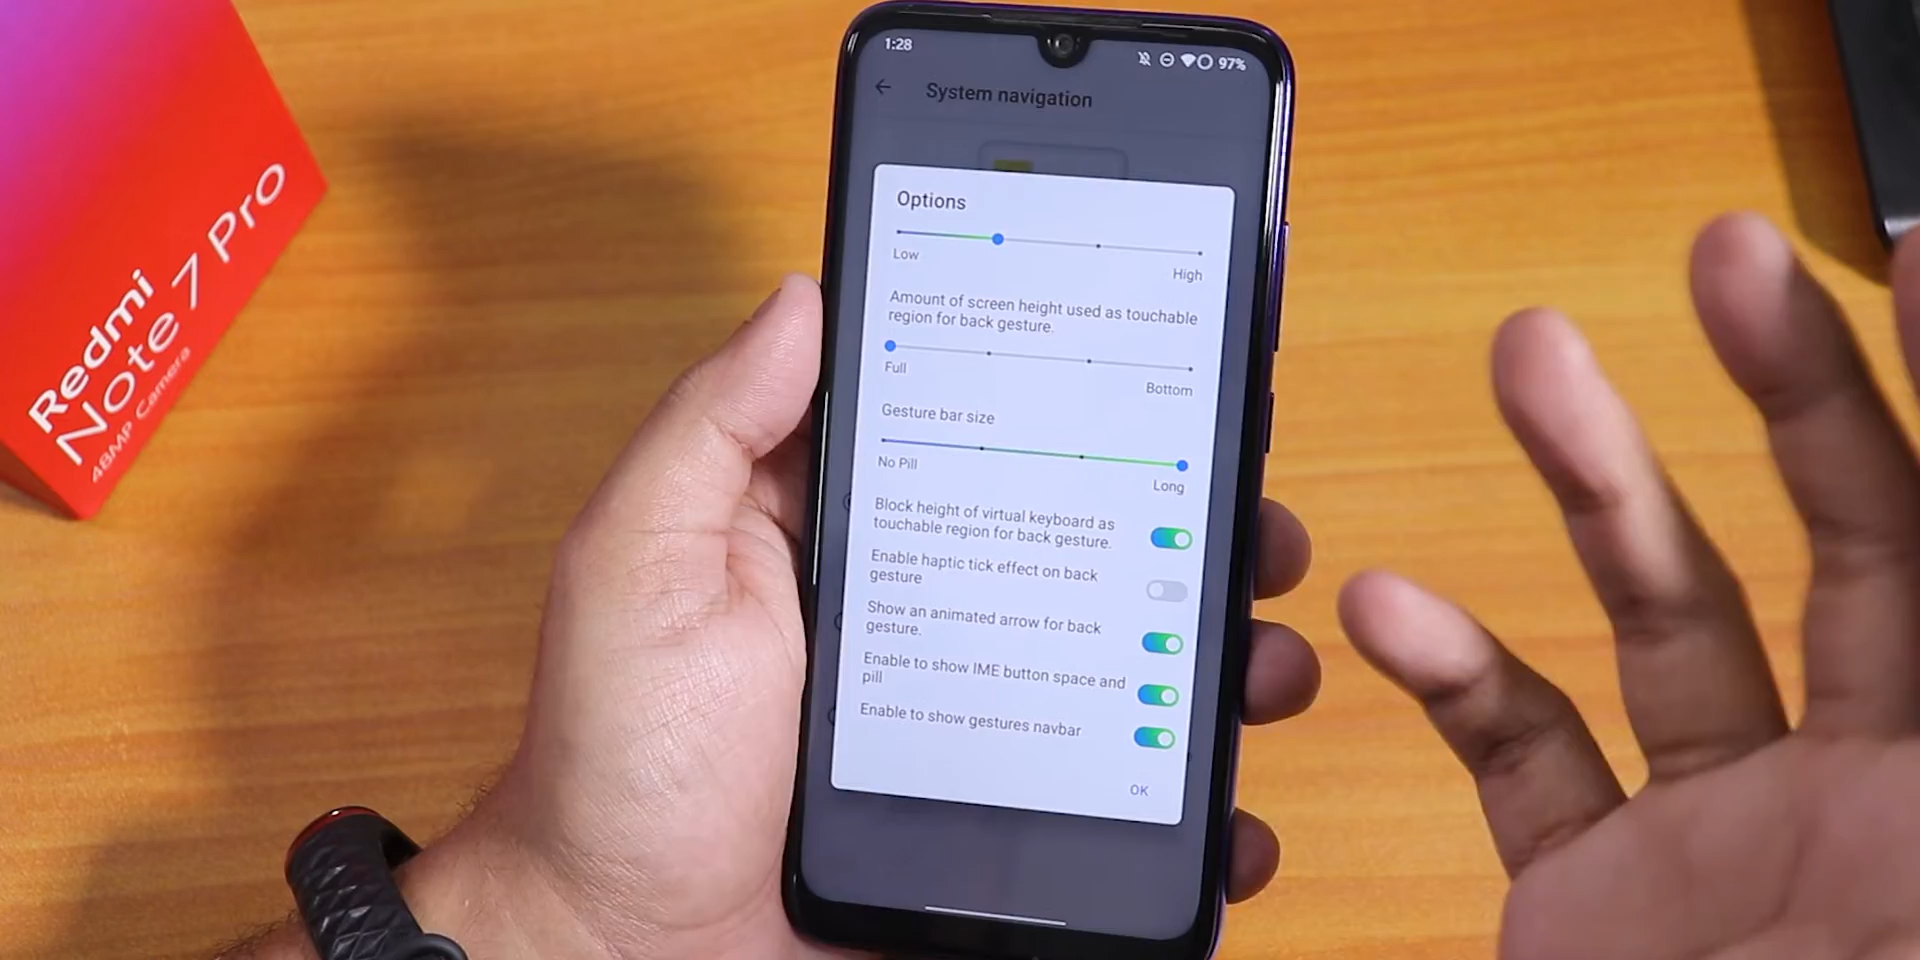 Redmi
Note 7 Pro
48MP Camera
1:28
97%
System navigation
Options
Low
High
Amount of screen height used as touchable
region for back gesture.
Full
Bottom
Gesture bar size
No Pill
Long
Block height of virtual keyboard as
touchable region for back gesture.
Enable haptic tick effect on back
gesture
Show an animated arrow for back
gesture.
Enable to show IME button space and
pill
Enable to show gestures navbar
OK